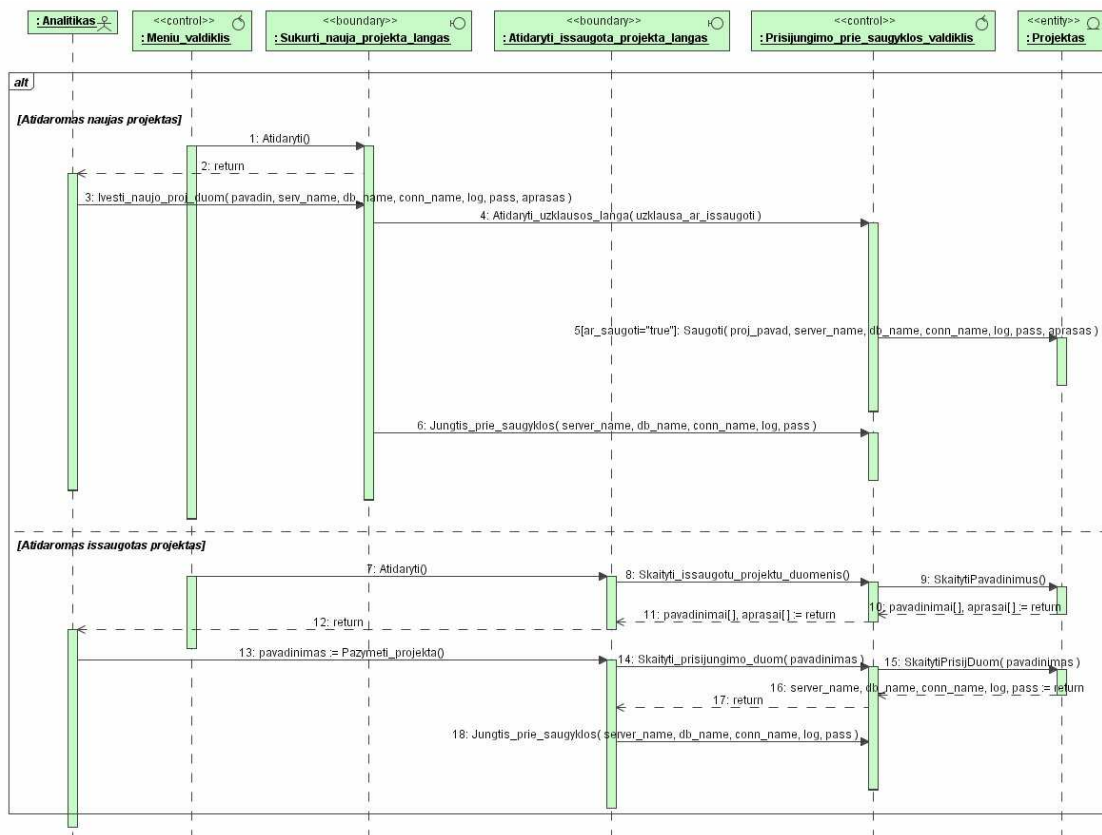 : Analitikas
<<control>>
: Meniu_valdiklis
<<boundary>>
: Sukurti_nauja_projekta_langas
<<boundary>>
: Atidaryti_issaugota_projekta_langas
<<control>>
: Prisijungimo_prie_saugyklos_valdiklis
<<entity>>
: Projektas
alt
[Atidaromas naujas projektas]
1: Atidaryti()
2: return
3: Ivesti_naujo_proj_duom( pavadin, serv_name, db_name, conn_name, log, pass, aprasas )
4: Atidaryti_uzklausos_langa( uzklausa_ar_issaugoti )
5[ar_saugoti="true"]: Saugoti( proj_pavad, server_name, db_name, conn_name, log, pass, aprasas )
6: Jungtis_prie_saugyklos( server_name, db_name, conn_name, log, pass )
[Atidaromas issaugotas projektas]
7: Atidaryti()
8: Skaityti_issaugotu_projektu_duomenis()
9: SkaitytiPavadinimus()
10: pavadinimai[ ], aprasai[ ] := return
11: pavadinimai[ ], aprasai[ ] := return
12: return
13: pavadinimas := Pazymeti_projekta()
14: Skaityti_prisijungimo_duom( pavadinimas )
15: SkaitytiPrisijDuom( pavadinimas )
16: server_name, db_name, conn_name, log, pass := return
17: return
18: Jungtis_prie_saugyklos( server_name, db_name, conn_name, log, pass )